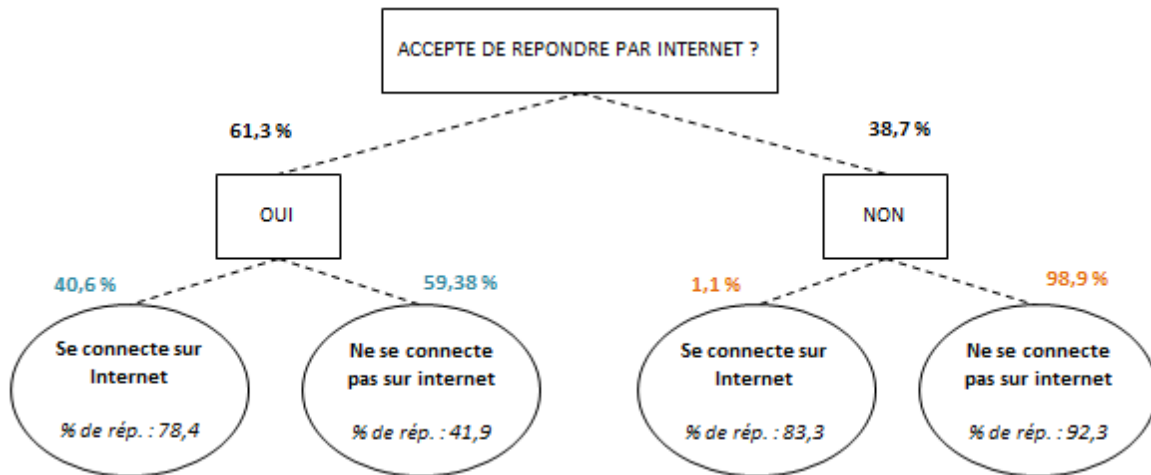 ACCEPTE DE REPONDRE PAR INTERNET ?
61,3 %
38,7 %
OUI
NON
40,6 %
59,38 %
1,1 %
98,9 %
Se connecte sur
Internet
% de rép. : 78,4
Ne se connecte
pas sur internet
% de rép. : 41,9
Se connecte sur
Internet
% de rép. : 83,3
Ne se connecte
pas sur internet
% de rép. : 92,3